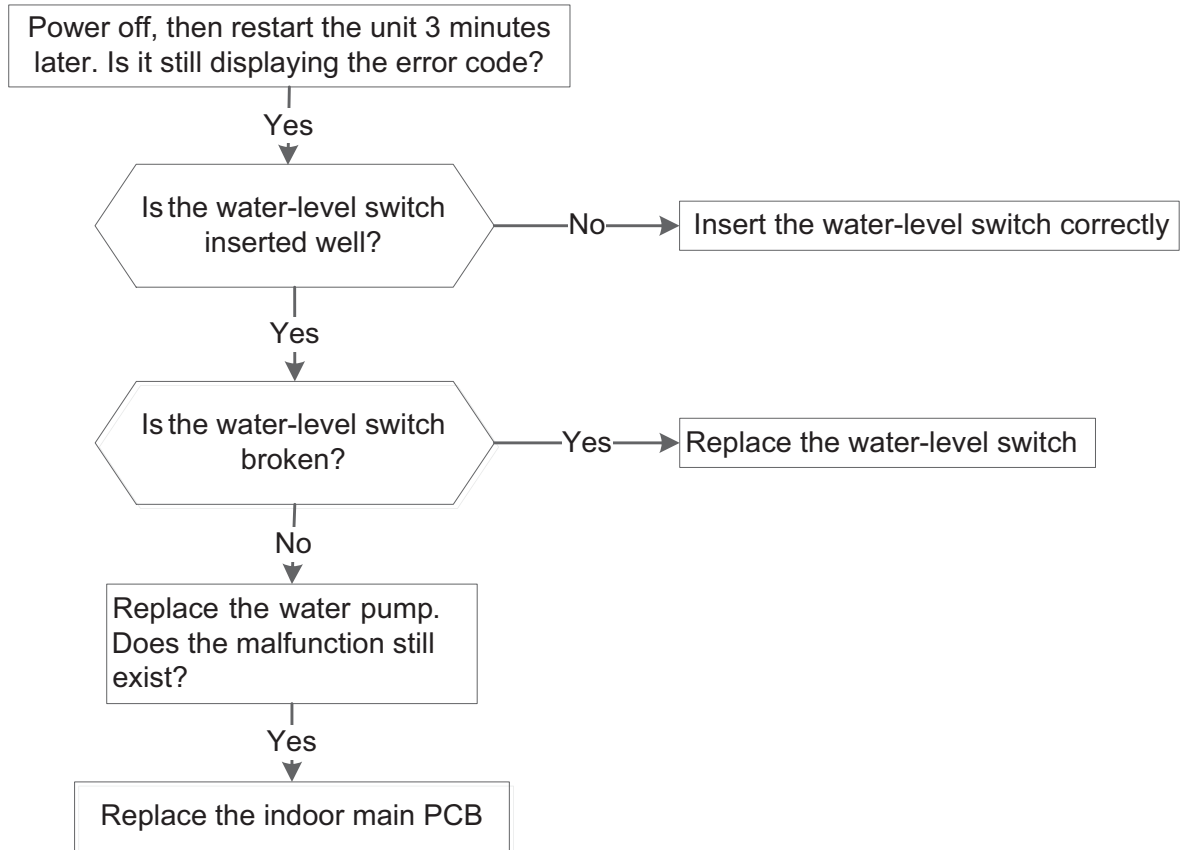 Power off, then restart the unit 3 minutes
later. Is it still displaying the error code?
Yes
Is the water-level switch
inserted well?
No
Insert the water-level switch correctly
Yes
Is the water-level switch
broken?
Yes
Replace the water-level switch
No
Replace the water pump.
Does the malfunction still
exist?
Yes
Replace the indoor main PCB